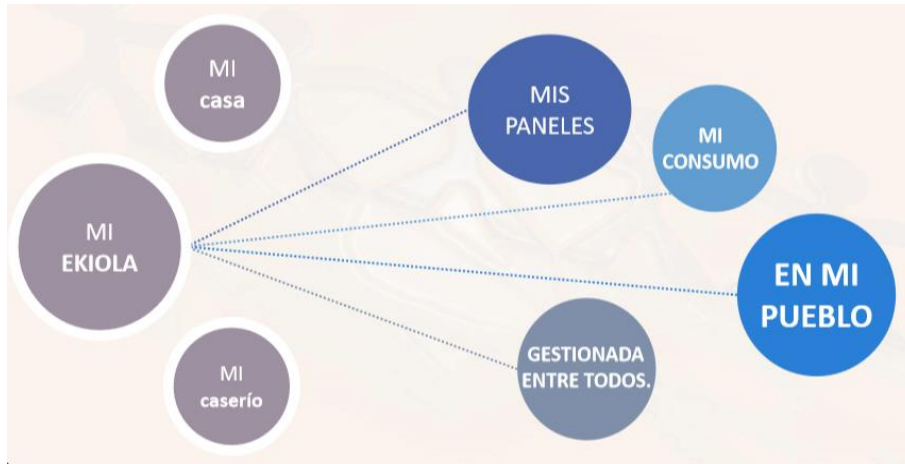 MI
casa
MI
EKIOLA
MI
caserío
MIS
PANELES
MI
CONSUMO
EN MI
PUEBLO
GESTIONADA
ENTRE TODOS.